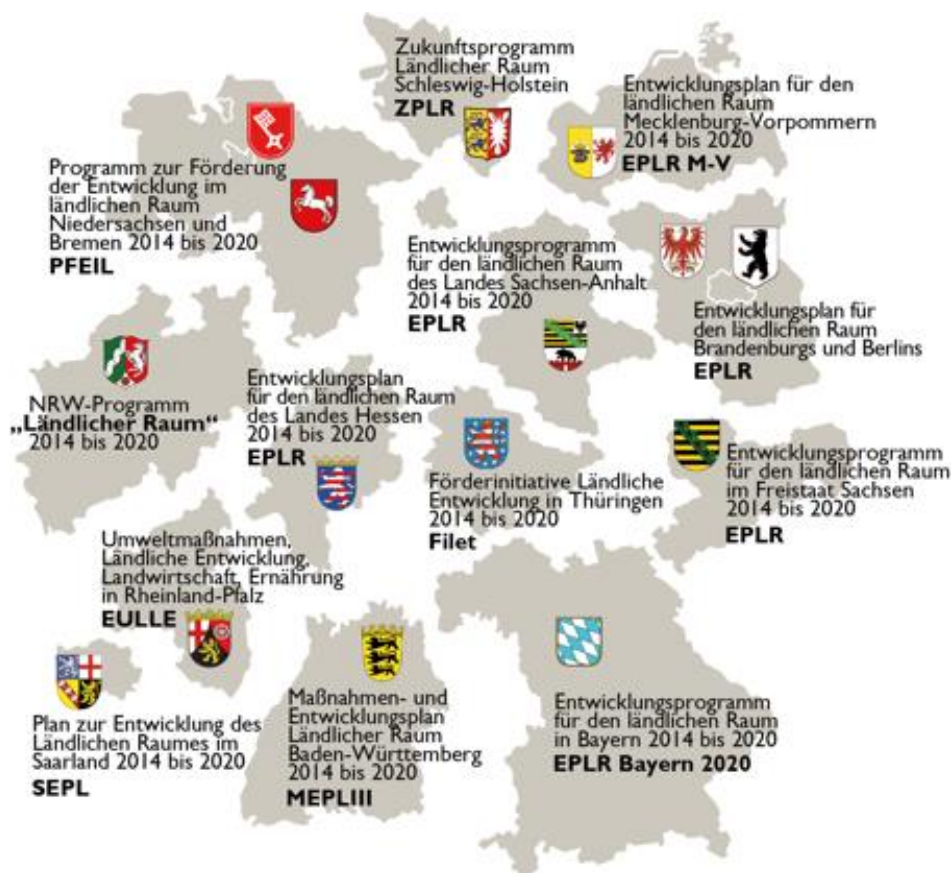 Zukunftsprogramm
Ländlicher Raum
Schleswig-Holstein
ZPLR
Entwicklungsplan für den
ländlichen Raum
Mecklenburg-Vorpommern
2014 bis 2020
EPLR M-V
Programm zur Förderung
der Entwicklung im
ländlichen Raum
Niedersachsen und
Bremen 2014 bis 2020
PFEIL
Entwicklungsprogramm
für den ländlichen Raum
des Landes Sachsen-Anhalt
2014 bis 2020
EPLR
Entwicklungsplan für
den ländlichen Raum
Brandenburgs und Berlins
EPLR
NRW-Programm
„Ländlicher Raum“
2014 bis 2020
Entwicklungsplan
für den ländlichen Raum
des Landes Hessen
2014 bis 2020
EPLR
Förderinitiative Ländliche
Entwicklung in Thüringen
2014 bis 2020
Filet
Entwicklungsprogramm
für den ländlichen Raum
im Freistaat Sachsen
2014 bis 2020
EPLR
Umweltmaßnahmen,
Ländliche Entwicklung,
Landwirtschaft, Ernährung
in Rheinland-Pfalz
EULLE
Plan zur Entwicklung des
Ländlichen Raumes im
Saarland 2014 bis 2020
SEPL
Maßnahmen- und
Entwicklungsplan
Ländlicher Raum
Baden-Württemberg
2014 bis 2020
MEPLIII
Entwicklungsprogramm
für den ländlichen Raum
in Bayern 2014 bis 2020
EPLR Bayern 2020